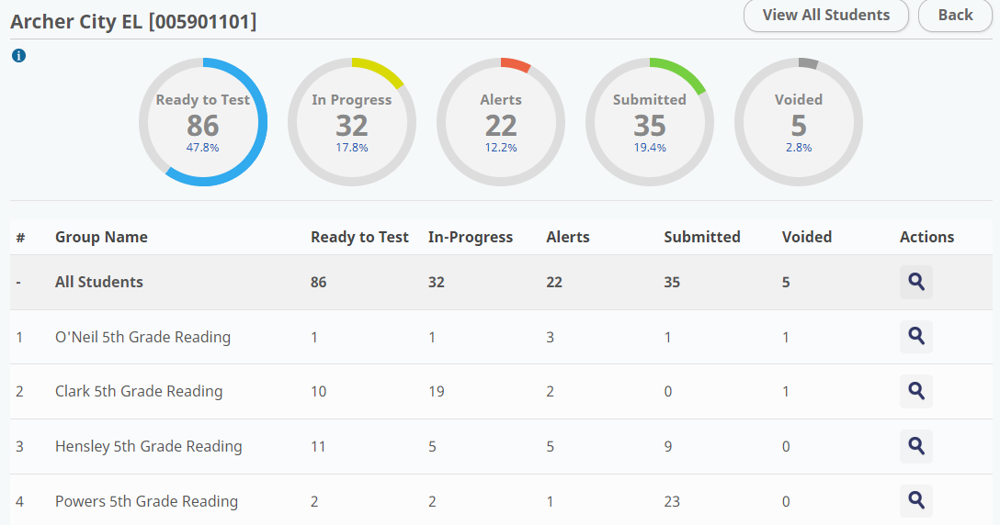 Archer City EL [005901101]
View All Students
Back
Ready to Test
86
47.8%
In Progress
32
17.8%
Alerts
22
12.2%
Submitted
35
19.4%
Voided
5
2.8%
# Group Name Ready to Test In-Progress Alerts Submitted Voided Actions
- All Students 86 32 22 35 5
1 O'Neil 5th Grade Reading 1 1 3 1 1
2 Clark 5th Grade Reading 10 19 2 0 1
3 Hensley 5th Grade Reading 11 5 5 9 0
4 Powers 5th Grade Reading 2 2 1 23 0